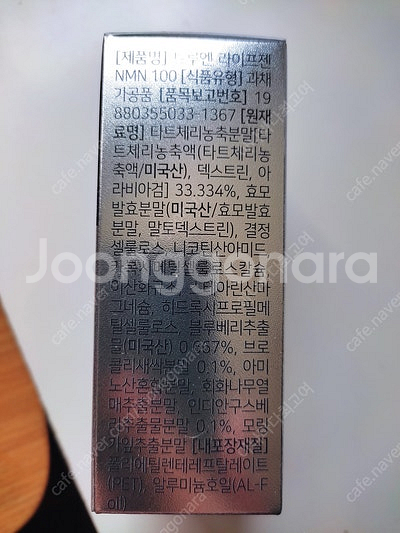 [제품명] 엔 라이프젠
NMN 100 [식품유형] 과채
가공품 [품목보고번호] 19
880355033-1367 [원재
료명] 타트체리농축분말[타
트체리농축액(타트체리농
축액/미국산), 덱스트린, 아
라비아검] 33.334%, 효모
발효분말(미국산/효모발효
분말, 말토덱스트린), 결정
셀룰로스, 니코틴산아미드,
Joonggonara
아린산마
그네슘, 히드록시프로필메
틸셀룰로스, 블루베리추출
물(미국산) 0.667%, 브로
콜리새싹분말 0.1%, 아미
노산혼합분말, 회화나무열
매추출분말, 인디안구스베
리추출물분말 0.1%, 모링
가잎추출분말 [내포장재질]
폴리에틸렌테레프탈레이트
(PET), 알루미늄호일(AL-F
oil)